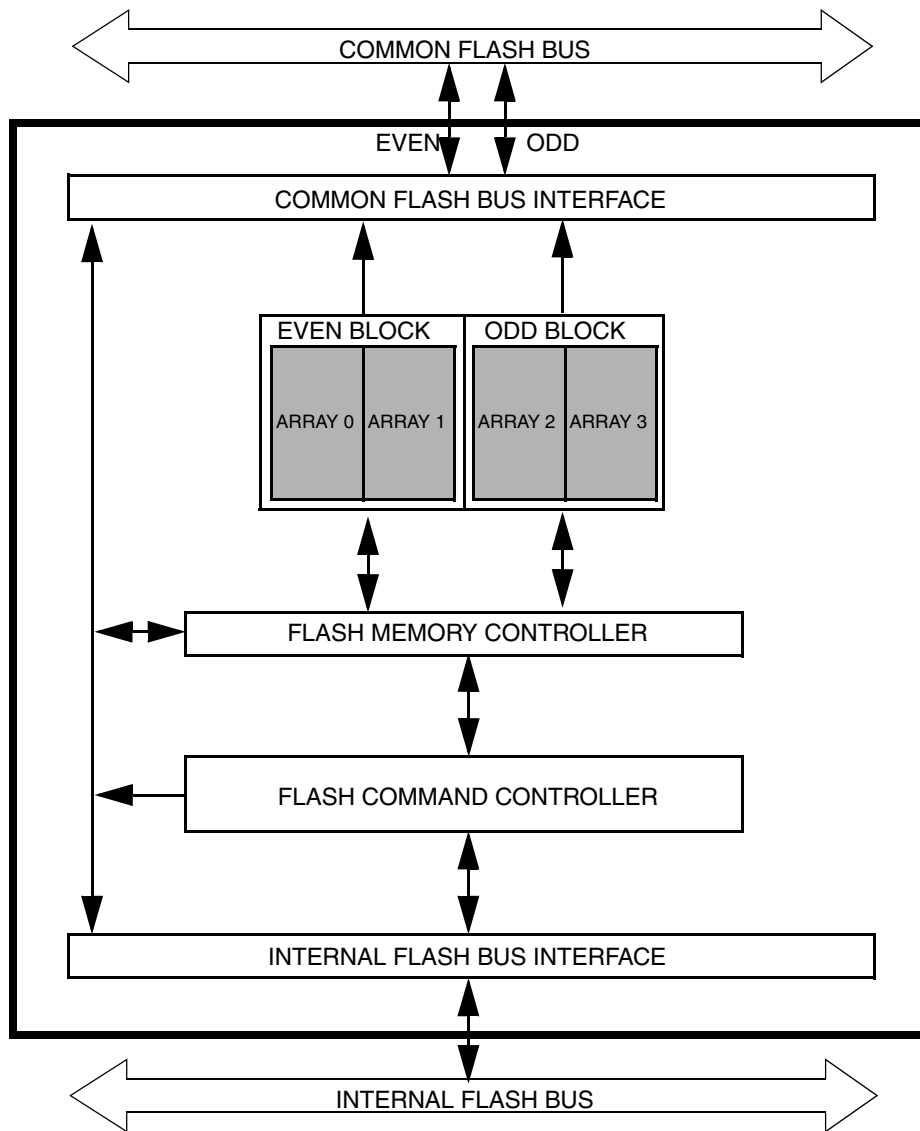 COMMON FLASH BUS
EVEN ODD
COMMON FLASH BUS INTERFACE
EVEN BLOCK ODD BLOCK
ARRAY 0 ARRAY 1 ARRAY 2 ARRAY 3
FLASH MEMORY CONTROLLER
FLASH COMMAND CONTROLLER
INTERNAL FLASH BUS INTERFACE
INTERNAL FLASH BUS